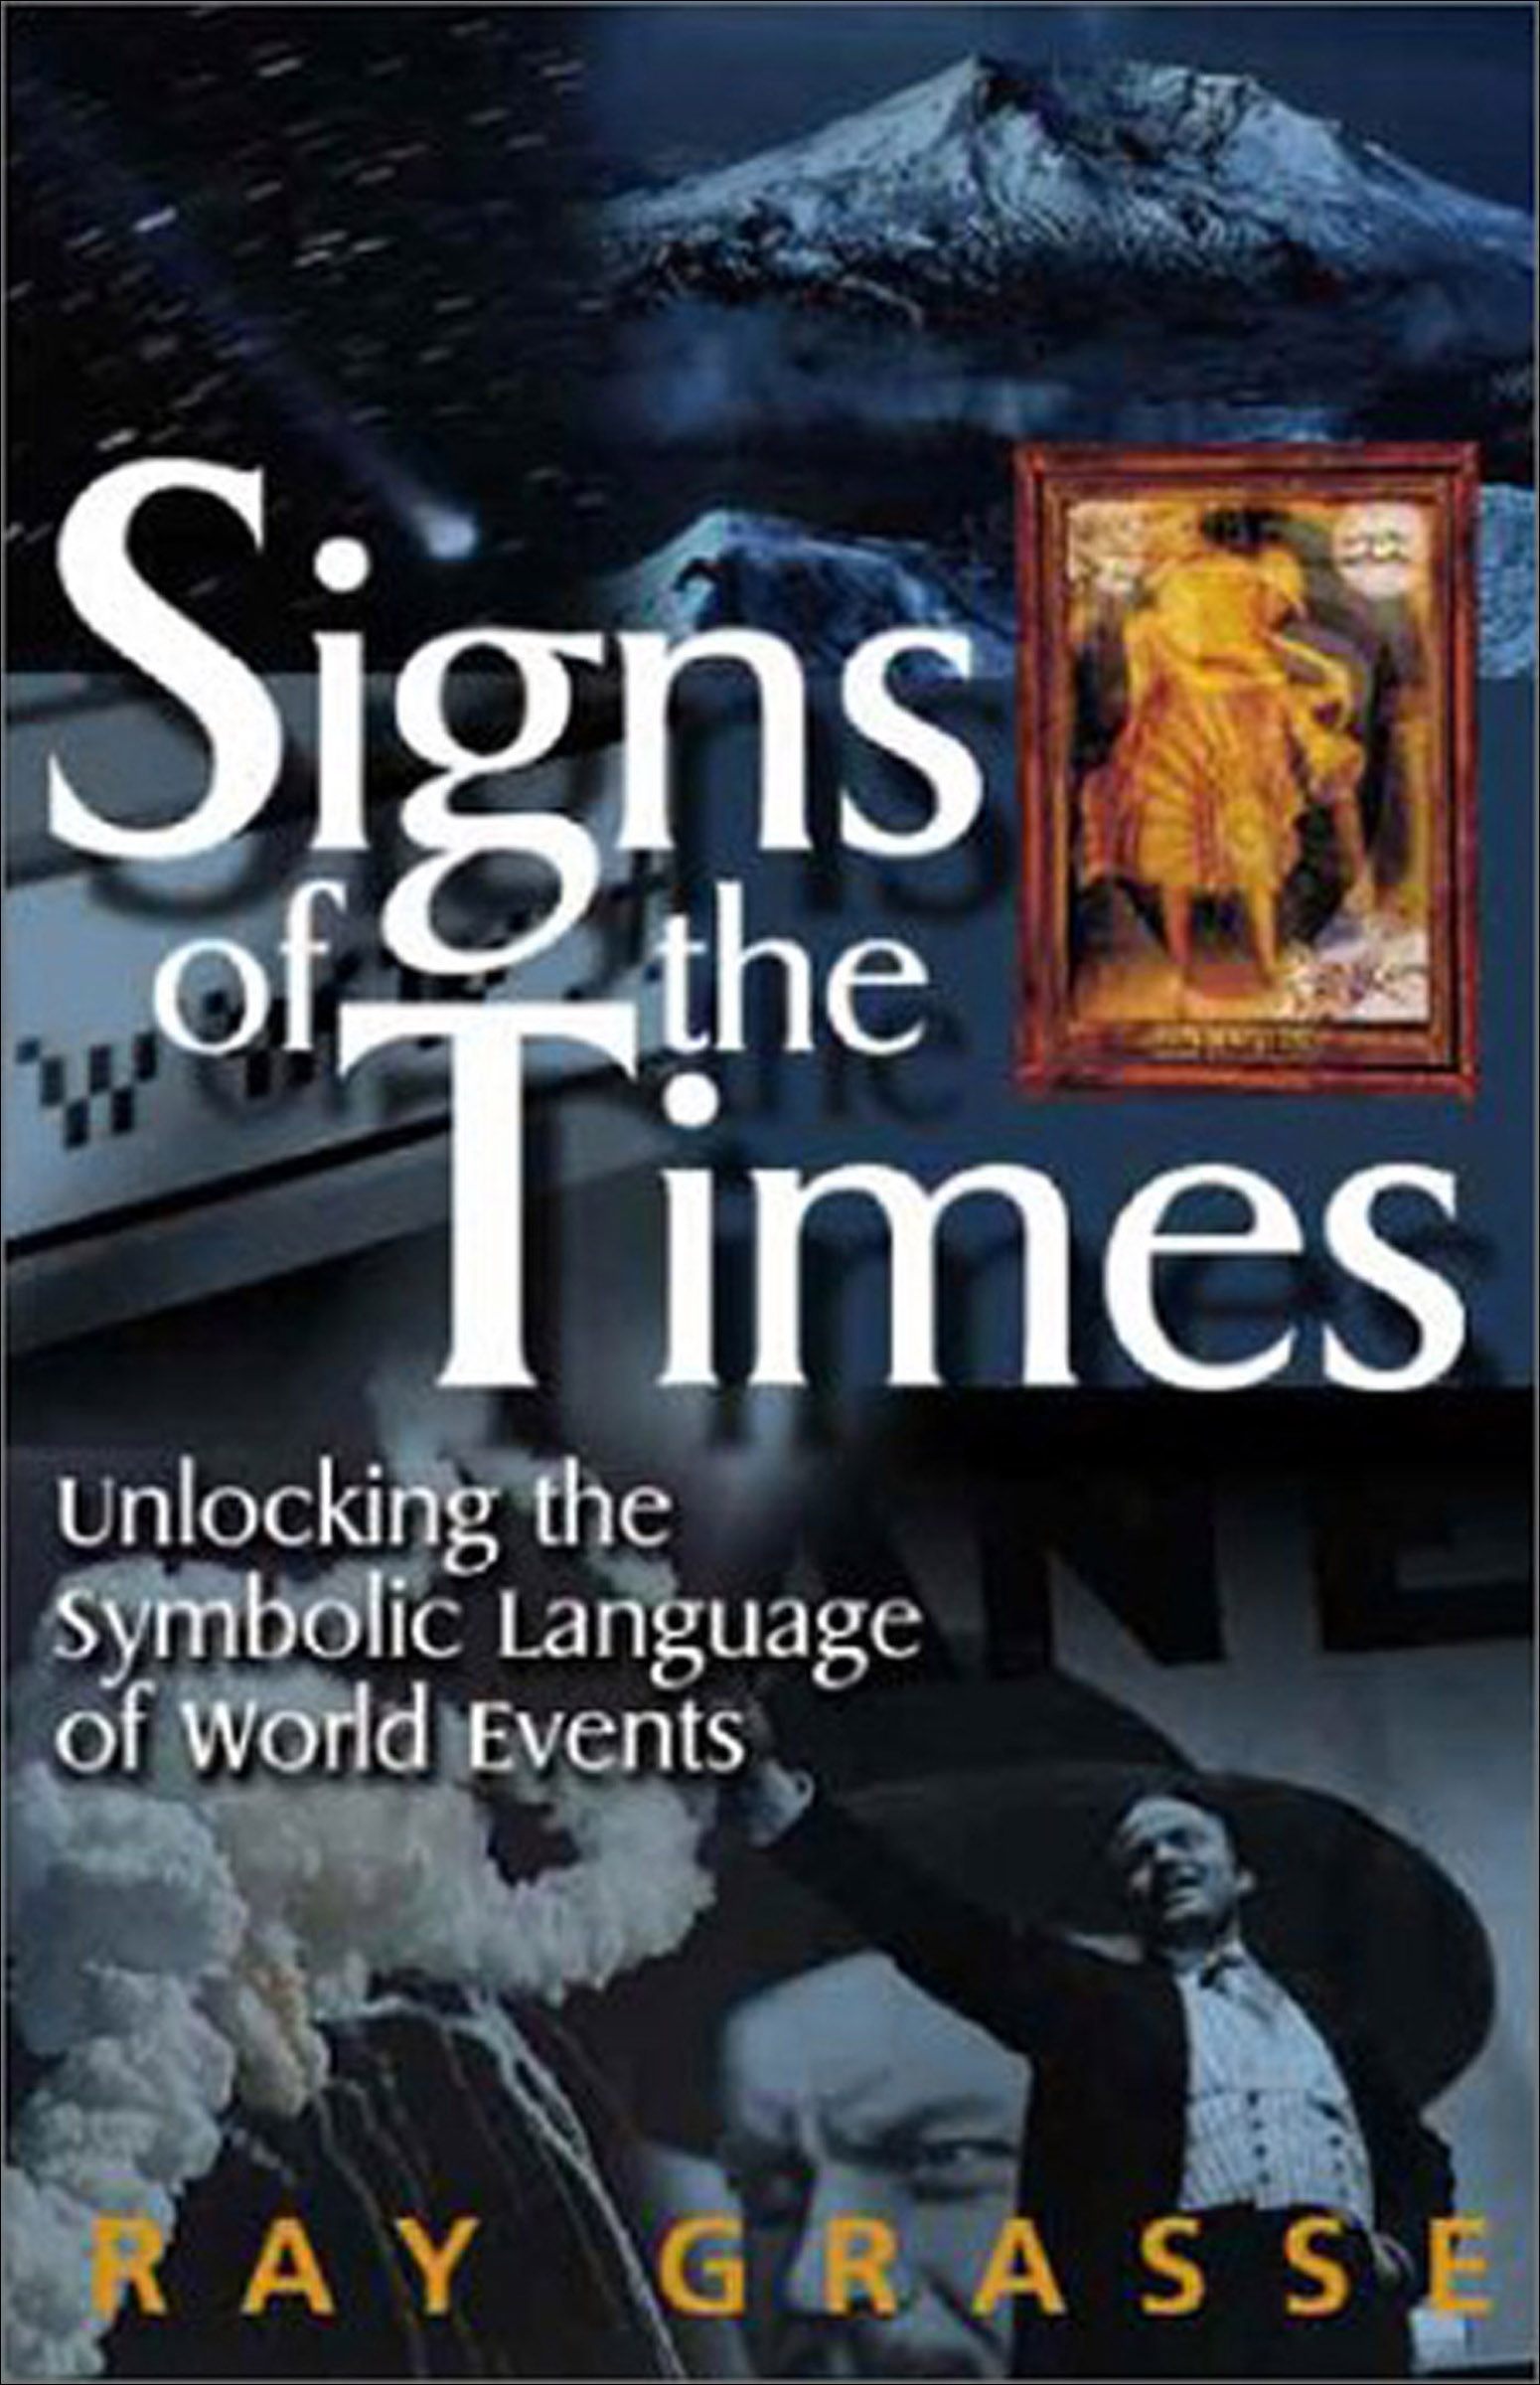 Signs
of the
Times
Unlocking the
Symbolic Language
of World Events
RAY GRASSE